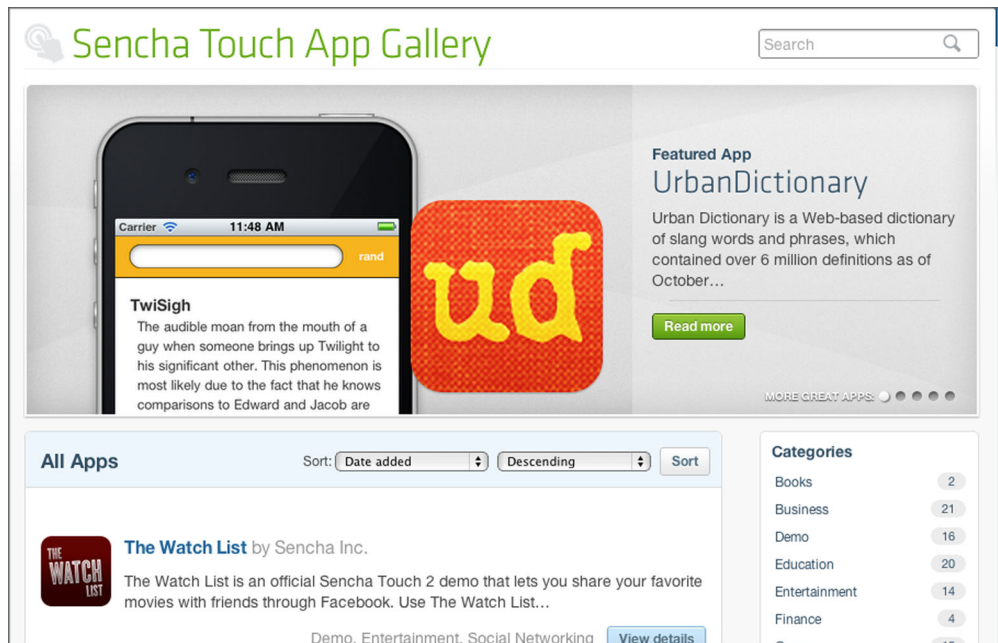 Sencha Touch App Gallery
Search
Featured App
UrbanDictionary
Urban Dictionary is a Web-based dictionary
of slang words and phrases, which
contained over 6 million definitions as of
October…
Read more
MORE GREAT APPS:
Carrier 11:48 AM
rand
TwiSigh
The audible moan from the mouth of a
guy when someone brings up Twilight to
his significant other. This phenomenon is
most likely due to the fact that he knows
comparisons to Edward and Jacob are
ud
All Apps Sort: Date added Descending Sort
THE
WATCH
LIST
The Watch List by Sencha Inc.
The Watch List is an official Sencha Touch 2 demo that lets you share your favorite
movies with friends through Facebook. Use The Watch List…
Demo, Entertainment, Social Networking View details
Categories
Books 2
Business 21
Demo 16
Education 20
Entertainment 14
Finance 4